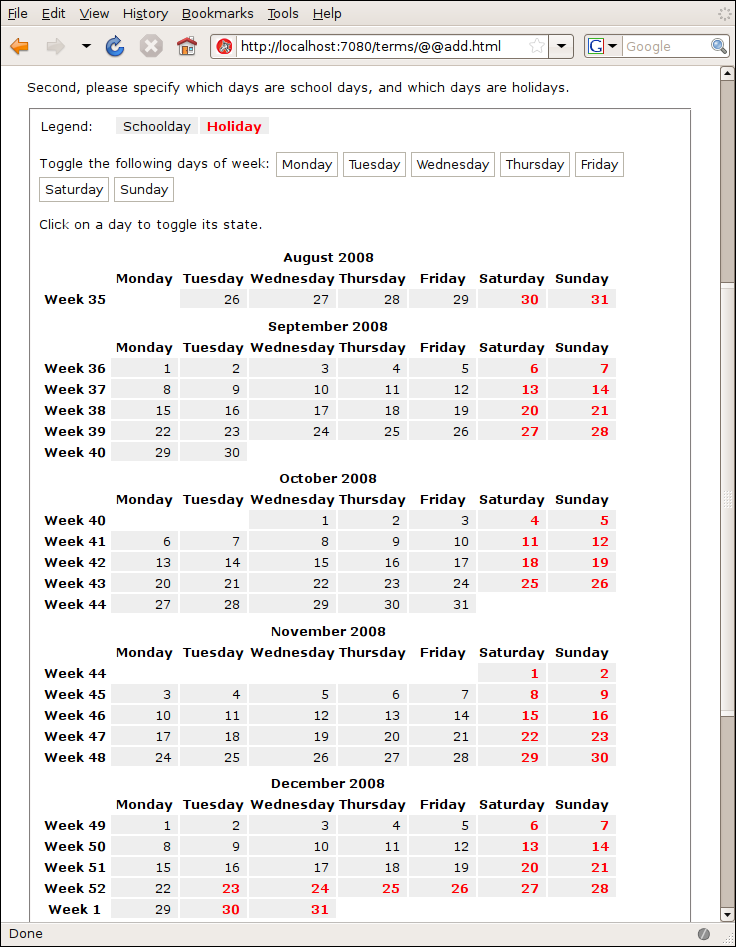 File Edit View History Bookmarks Tools Help
http://localhost:7080/terms/@@add.html G Google
Second, please specify which days are school days, and which days are holidays.
Legend: Schoolday Holiday
Toggle the following days of week: Monday Tuesday Wednesday Thursday Friday
Saturday Sunday
Click on a day to toggle its state.
August 2008
Monday Tuesday Wednesday Thursday Friday Saturday Sunday
Week 35 26 27 28 29 30 31
September 2008
Monday Tuesday Wednesday Thursday Friday Saturday Sunday
Week 36 1 2 3 4 5 6 7
Week 37 8 9 10 11 12 13 14
Week 38 15 16 17 18 19 20 21
Week 39 22 23 24 25 26 27 28
Week 40 29 30
October 2008
Monday Tuesday Wednesday Thursday Friday Saturday Sunday
Week 40 1 2 3 4 5
Week 41 6 7 8 9 10 11 12
Week 42 13 14 15 16 17 18 19
Week 43 20 21 22 23 24 25 26
Week 44 27 28 29 30 31
November 2008
Monday Tuesday Wednesday Thursday Friday Saturday Sunday
Week 44 1 2
Week 45 3 4 5 6 7 8 9
Week 46 10 11 12 13 14 15 16
Week 47 17 18 19 20 21 22 23
Week 48 24 25 26 27 28 29 30
December 2008
Monday Tuesday Wednesday Thursday Friday Saturday Sunday
Week 49 1 2 3 4 5 6 7
Week 50 8 9 10 11 12 13 14
Week 51 15 16 17 18 19 20 21
Week 52 22 23 24 25 26 27 28
Week 1 29 30 31
Done